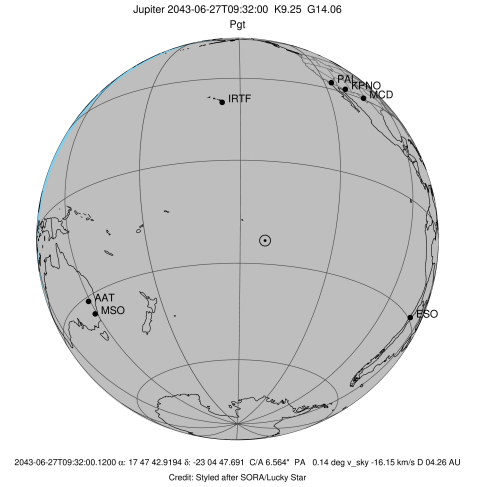 Jupiter 2043-06-27T09:32:00 K9.25 G14.06
Pgt
PAL
KPNO
MCD
IRTF
AAT
MSO
ESO
2043-06-27T09:32:00.1200 α: 17 47 42.9194 δ: -23 04 47.691 C/A 6.564" PA 0.14 deg v_sky -16.15 km/s D 04.26 AU
Credit: Styled after SORA/Lucky Star